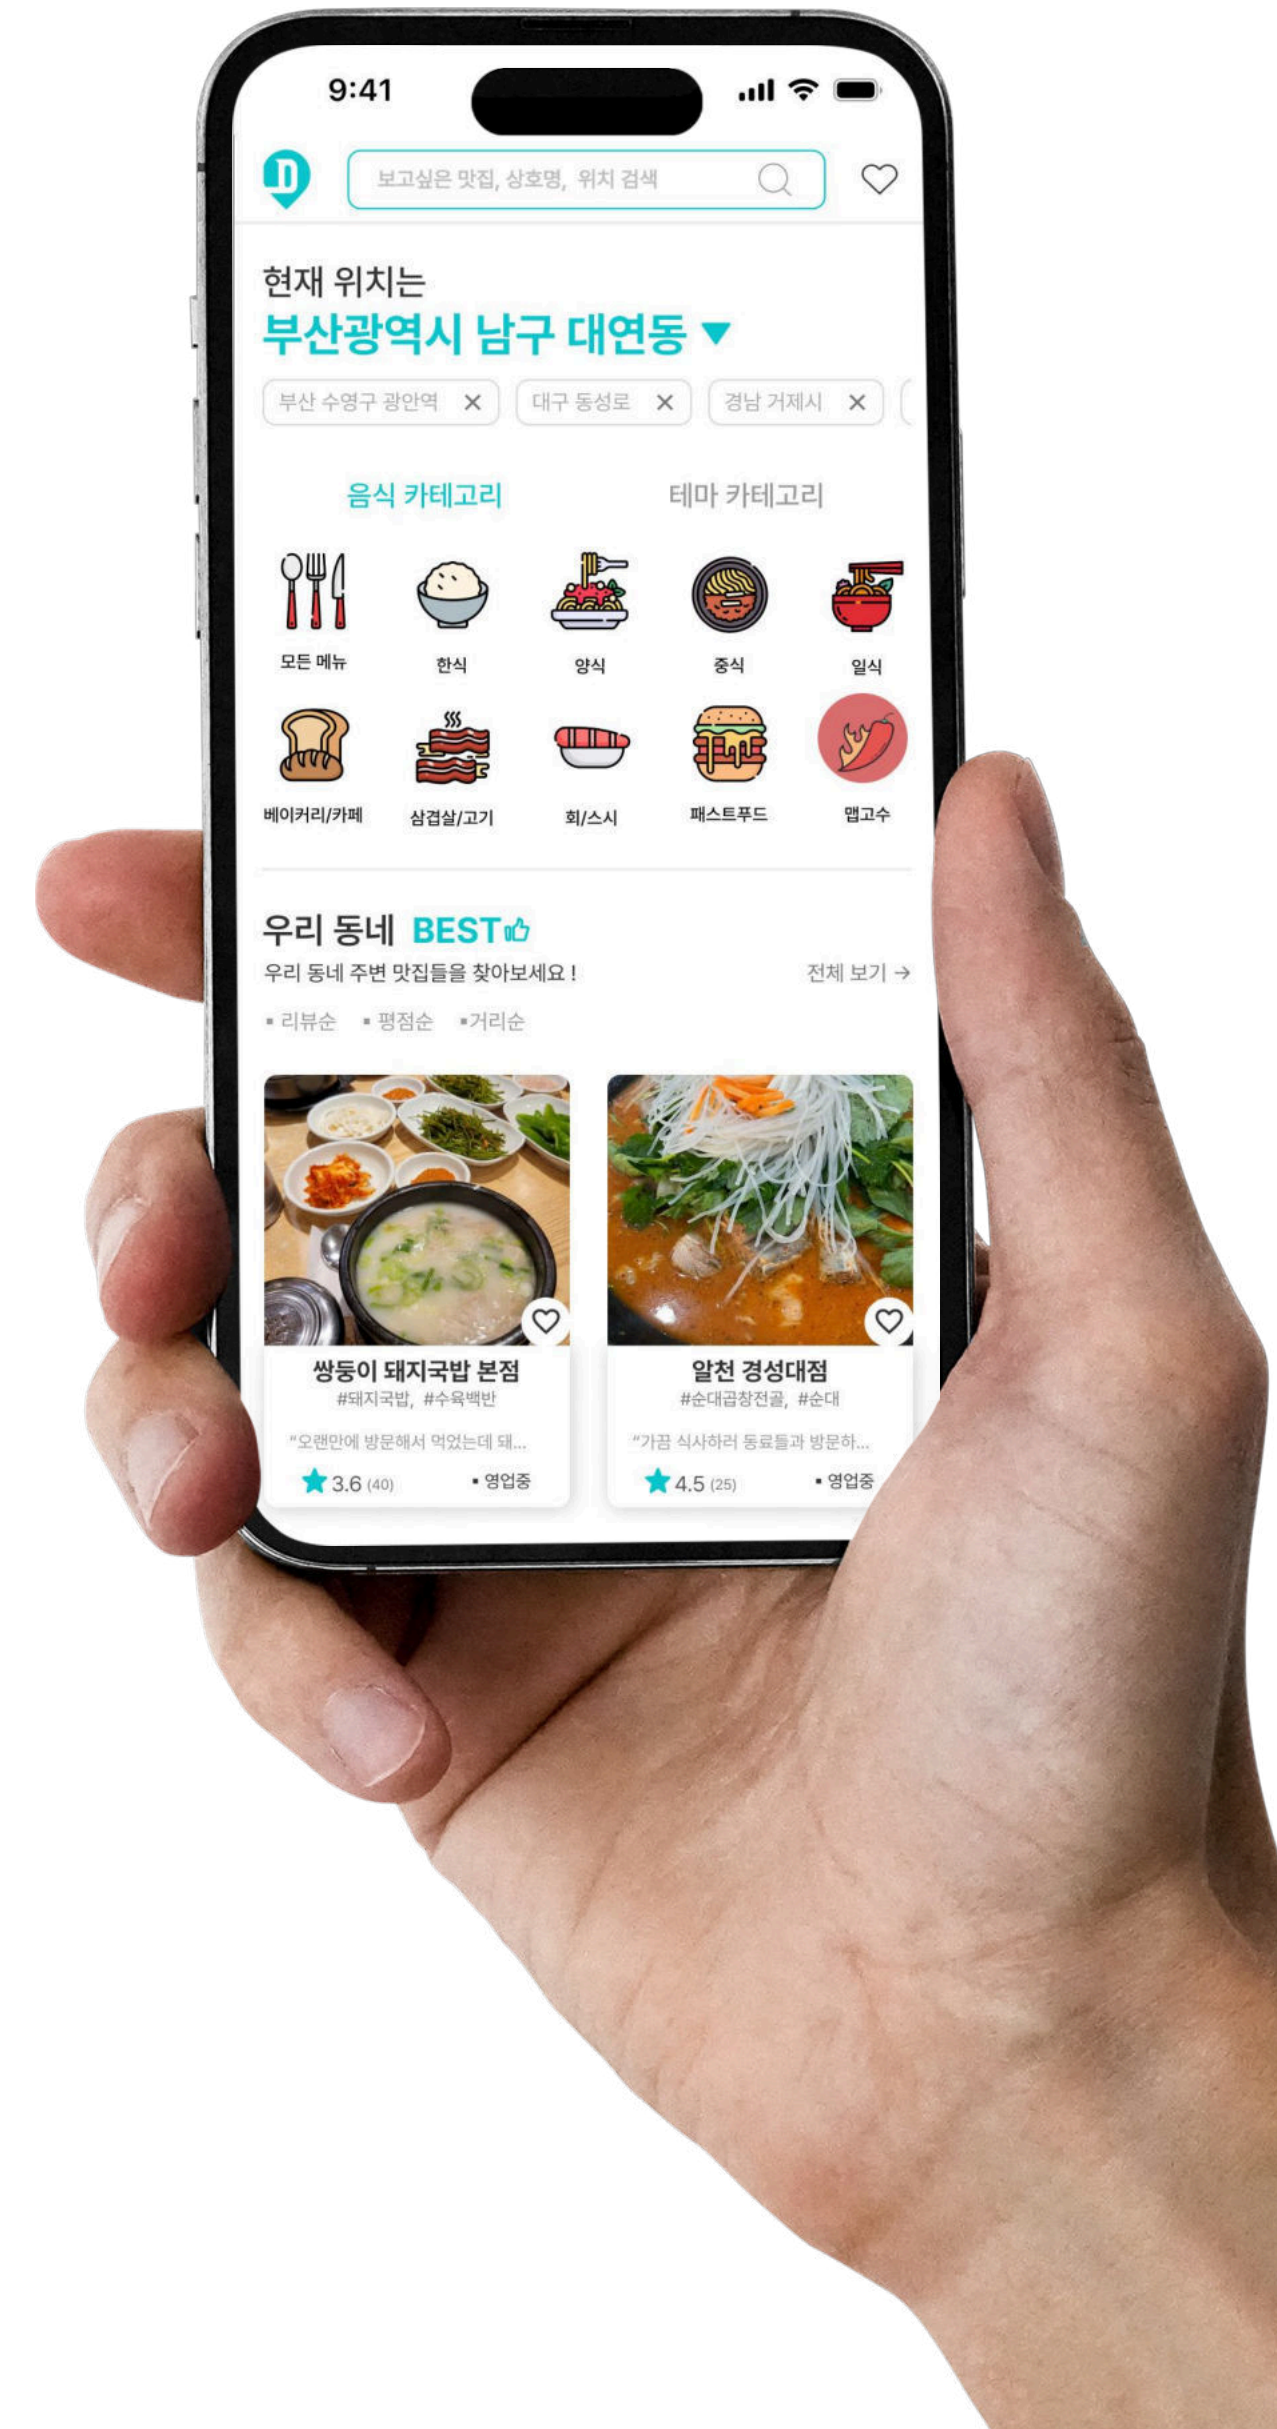 9:41
D
보고싶은 맛집, 상호명, 위치 검색
현재 위치는
부산광역시 남구 대연동 ▼
부산 수영구 광안역 ✕ 대구 동성로 ✕ 경남 거제시 ✕
음식 카테고리 테마 카테고리
모든 메뉴 한식 양식 중식 일식
베이커리/카페 삼겹살/고기 회/스시 패스트푸드 맵고수
우리 동네 BEST
우리 동네 주변 맛집들을 찾아보세요 ! 전체 보기 →
▪ 리뷰순 ▪ 평점순 ▪거리순
쌍둥이 돼지국밥 본점
#돼지국밥, #수육백반
“오랜만에 방문해서 먹었는데 돼...
3.6 (40) ▪ 영업중
알천 경성대점
#순대곱창전골, #순대
“가끔 식사하러 동료들과 방문하...
4.5 (25) ▪ 영업중